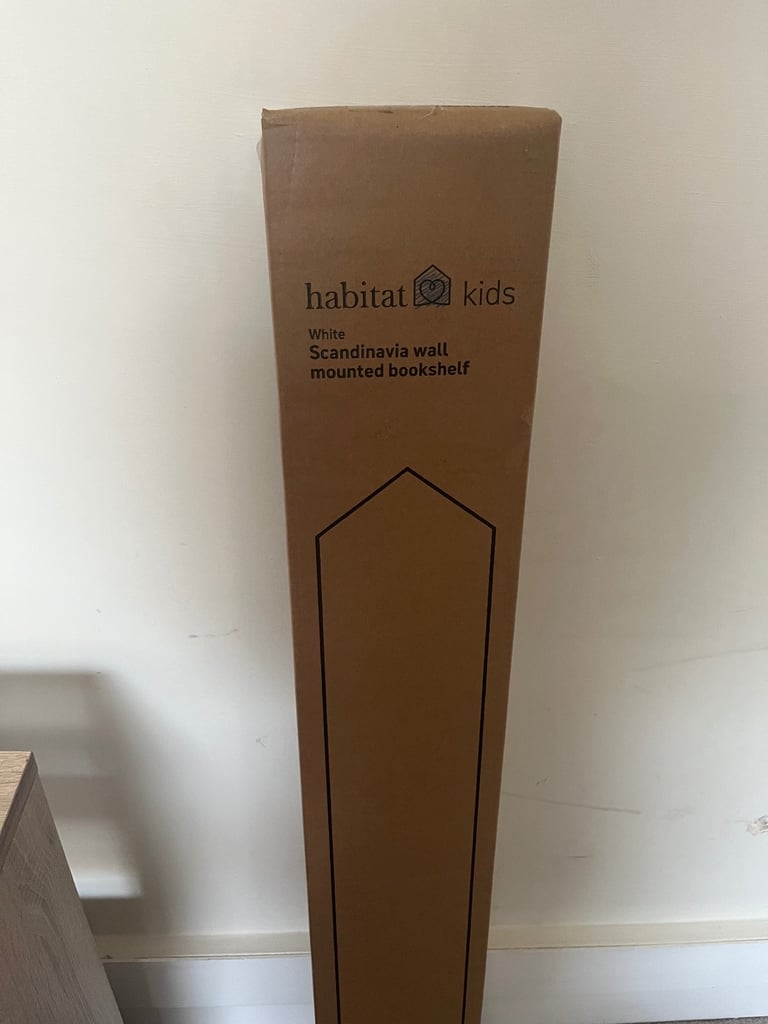 habitat kids
White
Scandinavia wall
mounted bookshelf